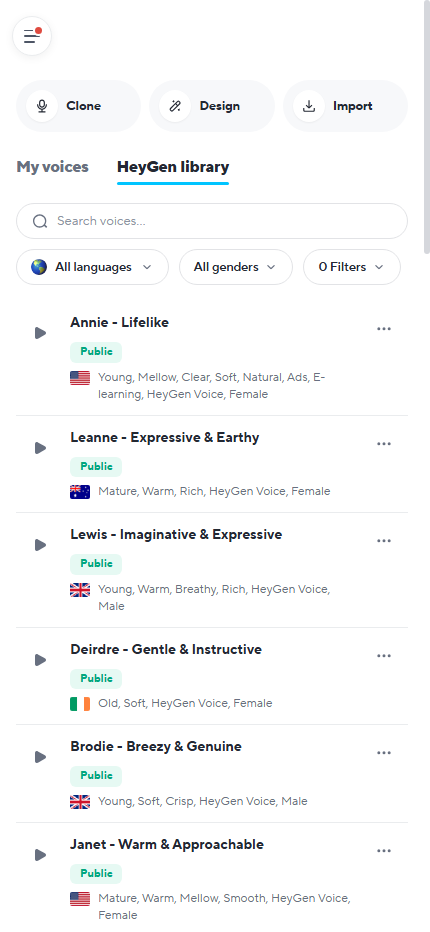 Clone
Design
Import
My voices
HeyGen library
Search voices...
All languages
All genders
0 Filters
Annie - Lifelike
Public
Young, Mellow, Clear, Soft, Natural, Ads, E-
learning, HeyGen Voice, Female
Leanne - Expressive & Earthy
Public
Mature, Warm, Rich, HeyGen Voice, Female
Lewis - Imaginative & Expressive
Public
Young, Warm, Breathy, Rich, HeyGen Voice,
Male
Deirdre - Gentle & Instructive
Public
Old, Soft, HeyGen Voice, Female
Brodie - Breezy & Genuine
Public
Young, Soft, Crisp, HeyGen Voice, Male
Janet - Warm & Approachable
Public
Mature, Warm, Mellow, Smooth, HeyGen Voice,
Female